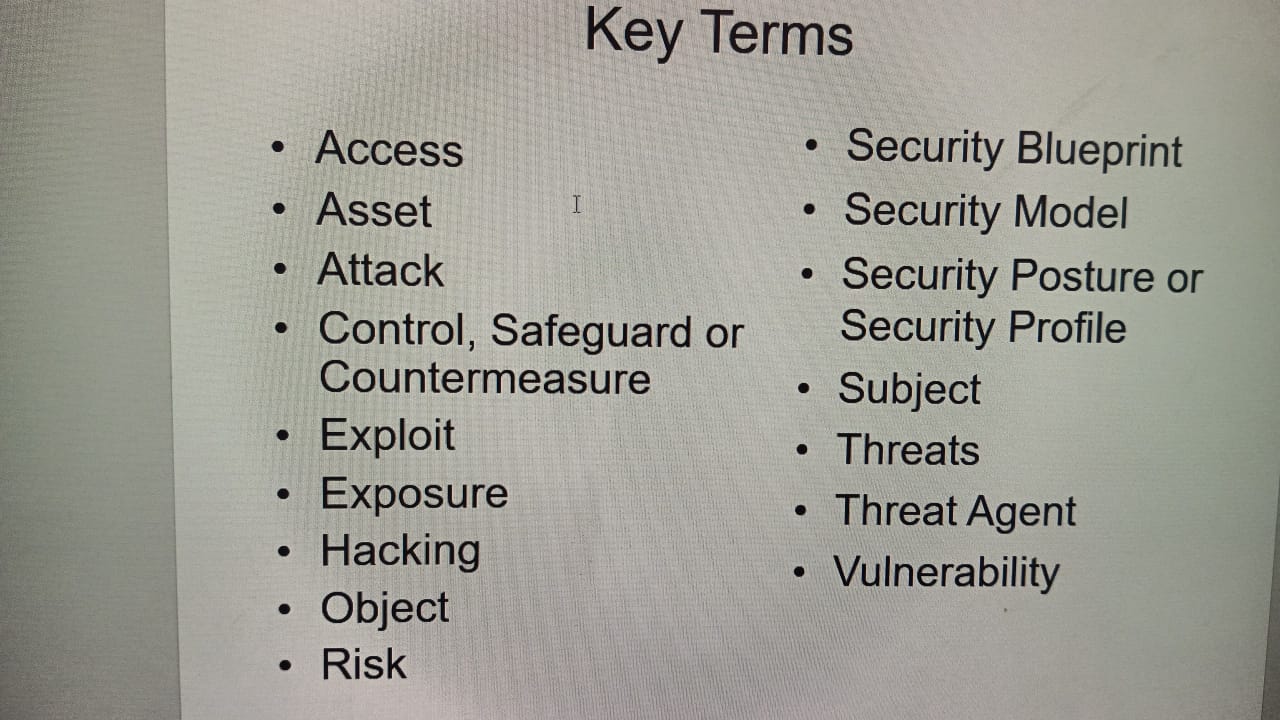 Key Terms
• Access
• Asset
• Attack
• Control, Safeguard or
Countermeasure
• Exploit
• Exposure
• Hacking
• Object
• Risk
• Security Blueprint
• Security Model
• Security Posture or
Security Profile
• Subject
• Threats
• Threat Agent
• Vulnerability